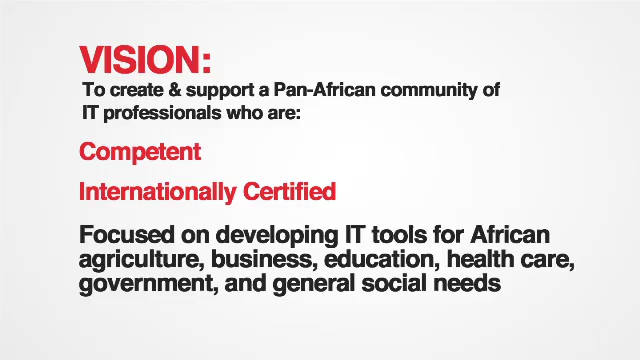 VISION:
To create & support a Pan-African community of
IT professionals who are:
Competent
Internationally Certified
Focused on developing IT tools for African
agriculture, business, education, health care,
government, and general social needs